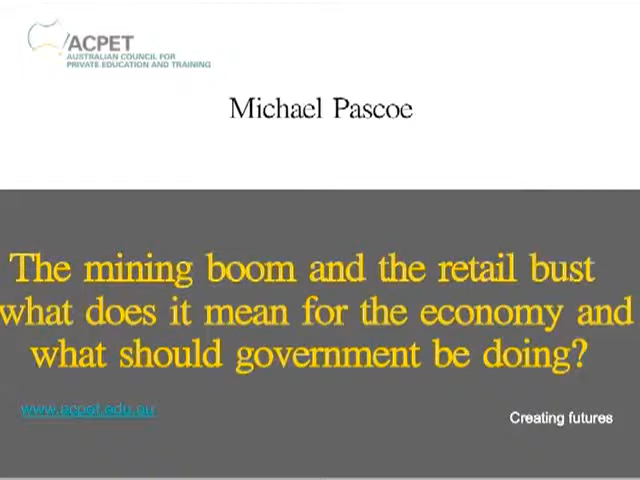 ACPET
AUSTRALIAN COUNCIL FOR
PRIVATE EDUCATION AND TRAINING
Michael Pascoe
The mining boom and the retail bust
what does it mean for the economy and
what should government be doing?
www.acpet.edu.au
Creating futures